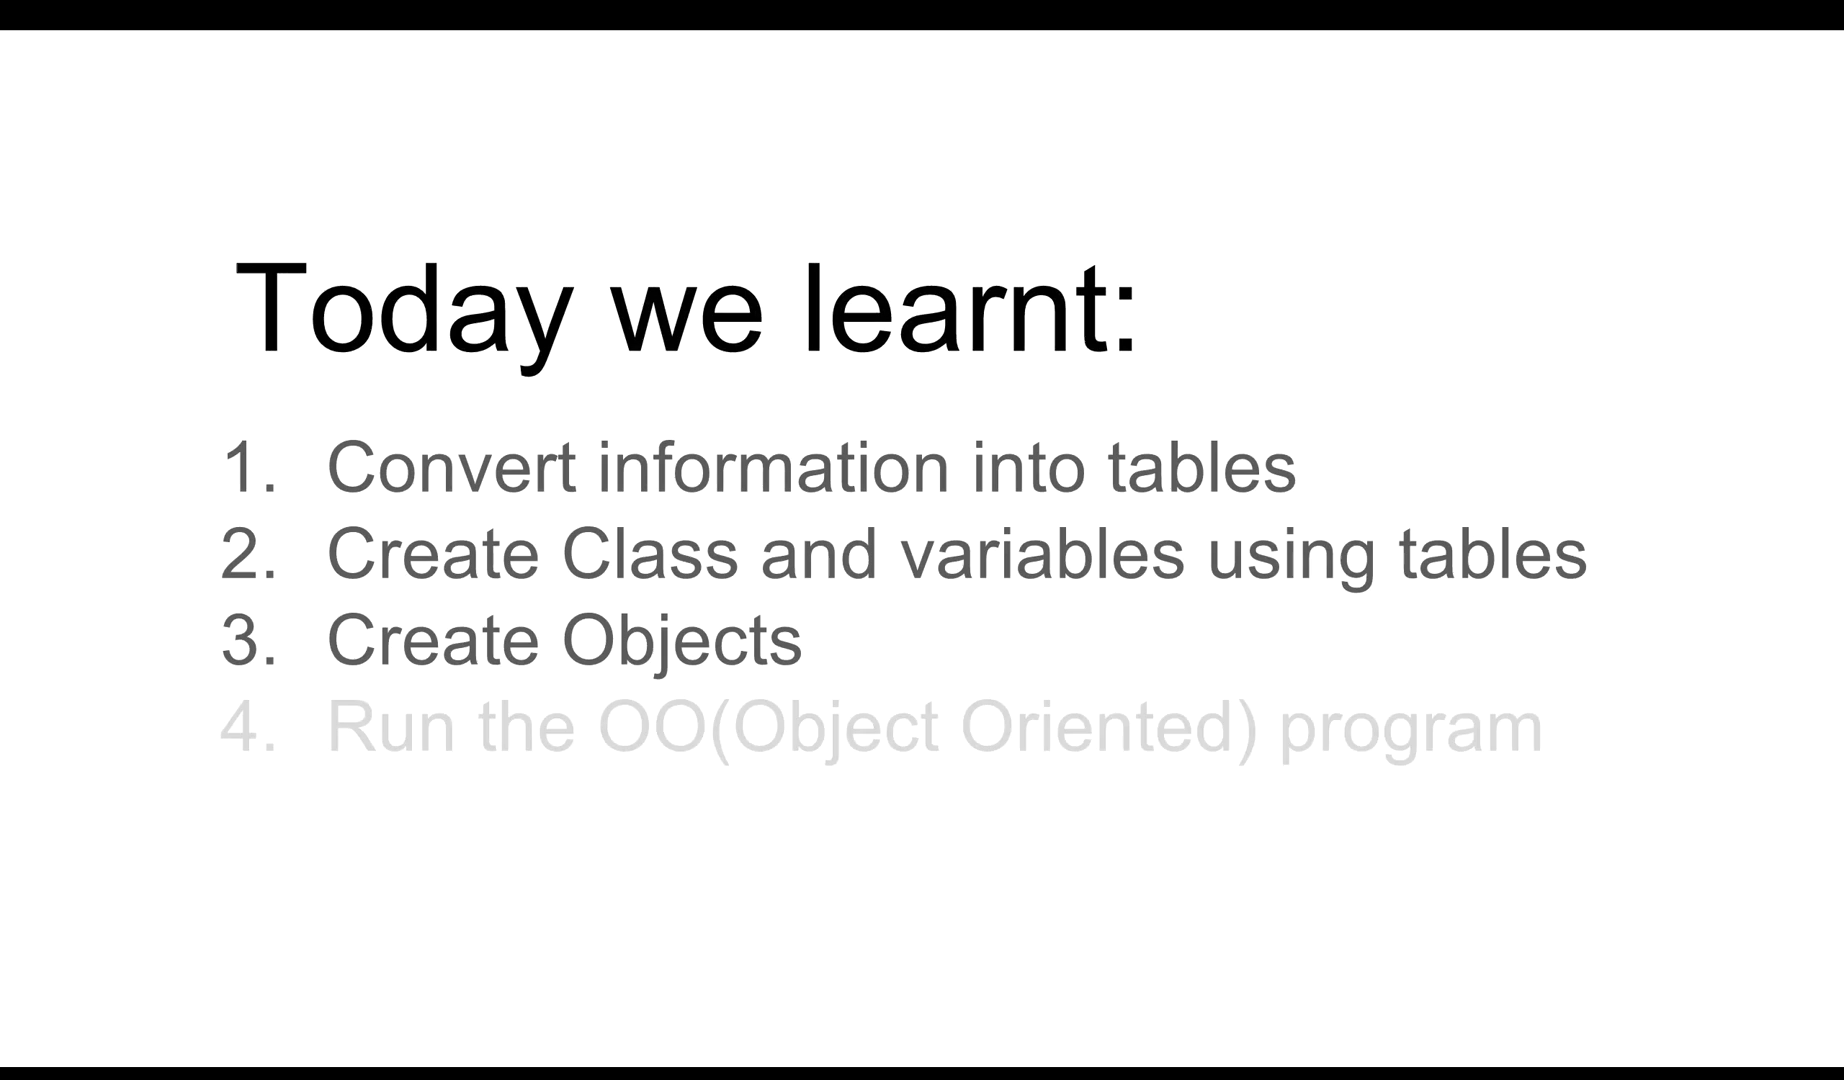 Today we learnt:
1. Convert information into tables
2. Create Class and variables using tables
3. Create Objects
4. Run the OO(Object Oriented) program